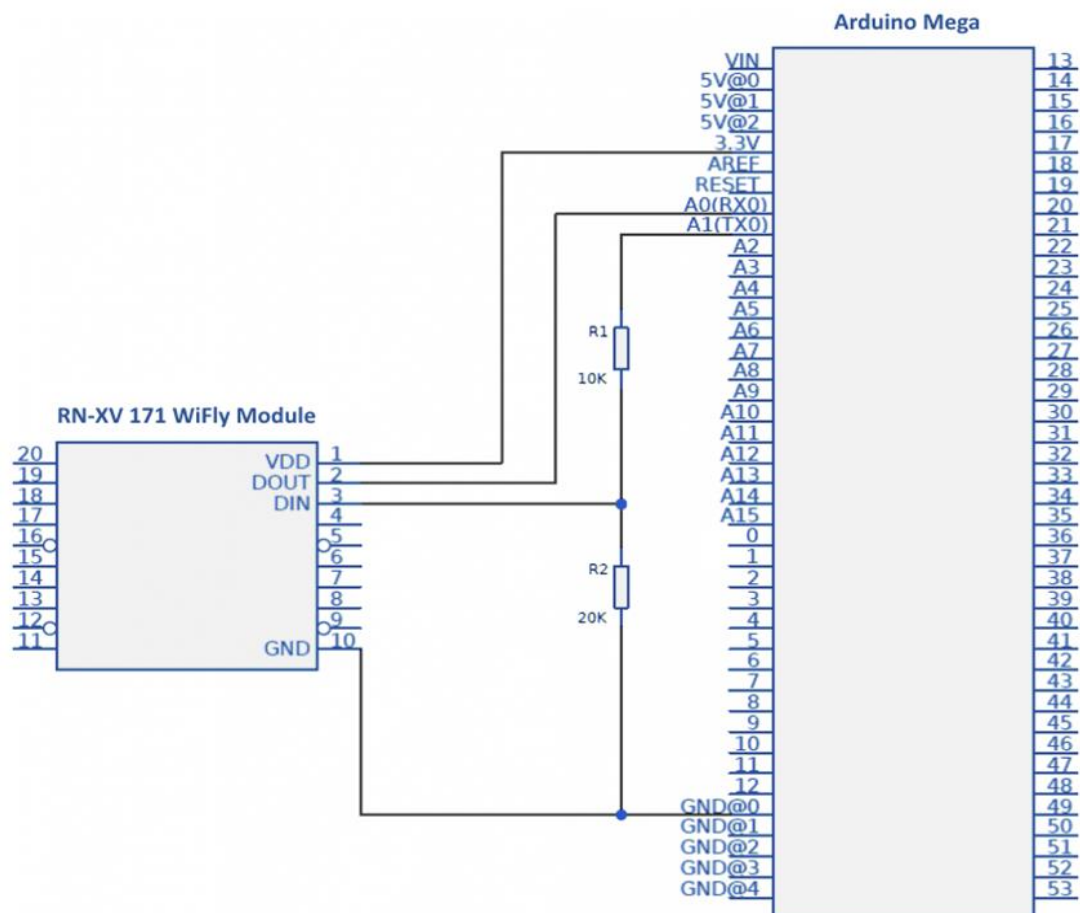 Arduino Mega
VIN
5V@0
5V@1
5V@2
3.3V
AREF
RESET
A0(RX0)
A1(TX0)
A2
A3
A4
A5
A6
A7
A8
A9
A10
A11
A12
A13
A14
A15
0
1
2
3
4
5
6
7
8
9
10
11
12
GND@0
GND@1
GND@2
GND@3
GND@4
13
14
15
16
17
18
19
20
21
22
23
24
25
26
27
28
29
30
31
32
33
34
35
36
37
38
39
40
41
42
43
44
45
46
47
48
49
50
51
52
53
R1
10K
R2
20K
RN-XV 171 WiFly Module
20
19
18
17
16
15
14
13
12
11
VDD
DOUT
DIN
GND
1
2
3
4
5
6
7
8
9
10